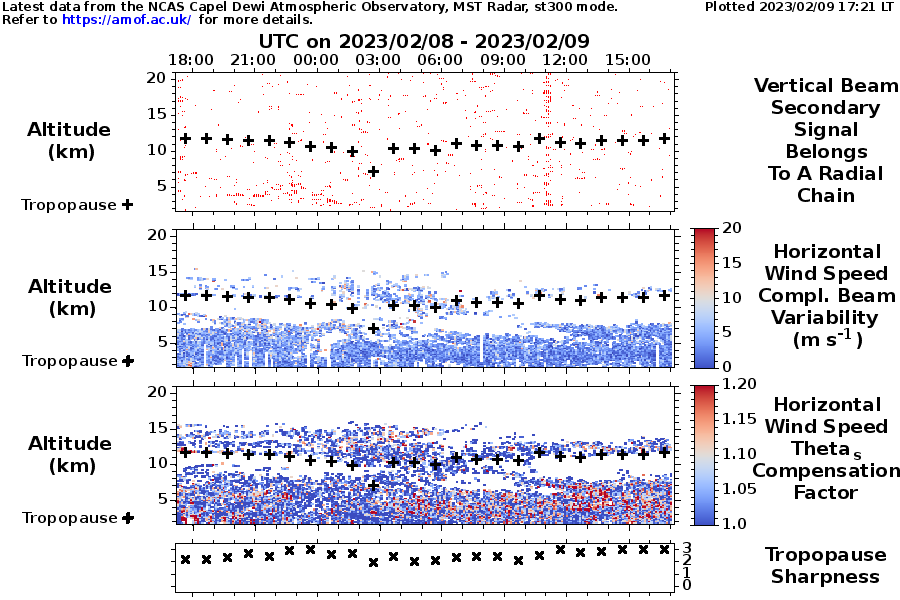 Latest data from the NCAS Capel Dewi Atmospheric Observatory, MST Radar, st300 mode.
Plotted 2023/02/09 17:21 LT
Refer to https://amof.ac.uk/ for more details.
UTC on 2023/02/08 - 2023/02/09
18:00 21:00 00:00 03:00 06:00 09:00 12:00 15:00
20
15
10
5
Altitude
(km)
Tropopause +
Vertical Beam
Secondary
Signal
Belongs
To A Radial
Chain
20
15
10
5
Altitude
(km)
Tropopause +
20
15
10
5
0
Horizontal
Wind Speed
Compl. Beam
Variability
(m s-1)
20
15
10
5
Altitude
(km)
Tropopause +
1.20
1.15
1.10
1.05
1.0
Horizontal
Wind Speed
Theta s
Compensation
Factor
3
2
1
0
Tropopause
Sharpness